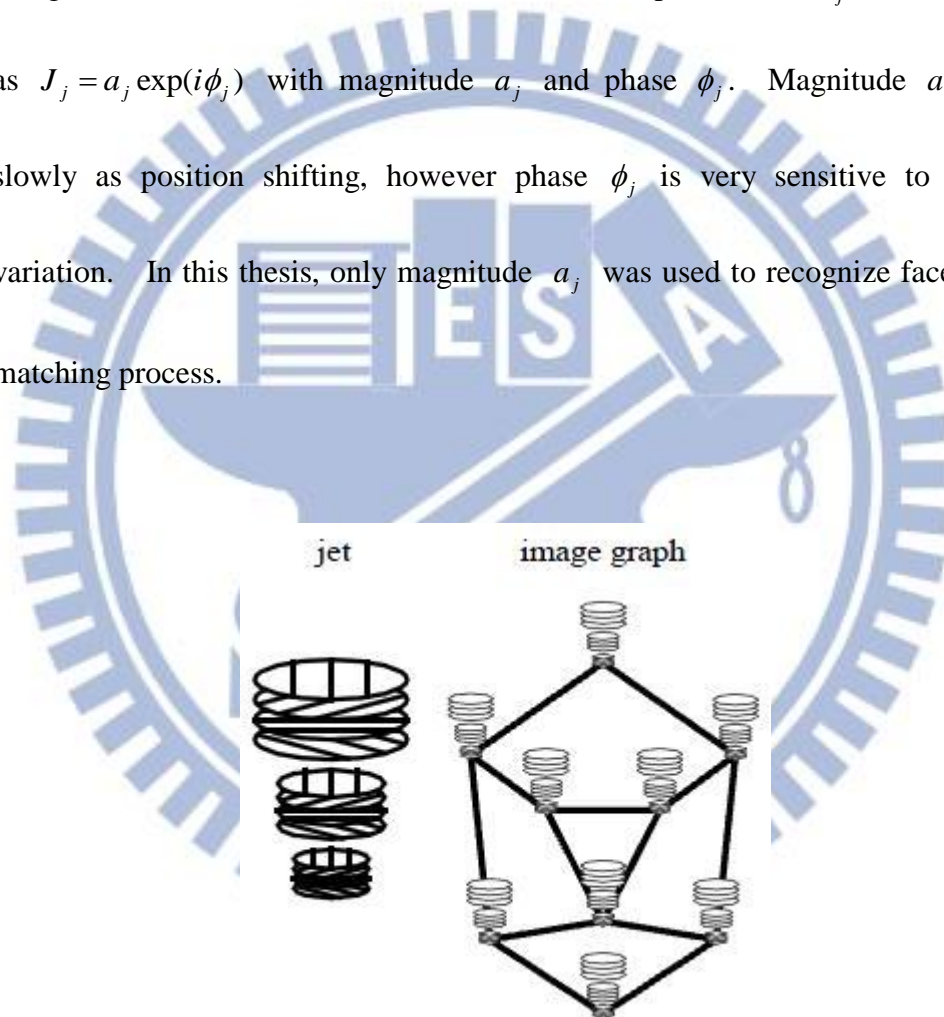 as J_j = a_j exp(iϕ_j) with magnitude a_j and phase ϕ_j. Magnitude a
slowly as position shifting, however phase ϕ_j is very sensitive to
variation. In this thesis, only magnitude a_j was used to recognize face
matching process.
E S A
jet image graph